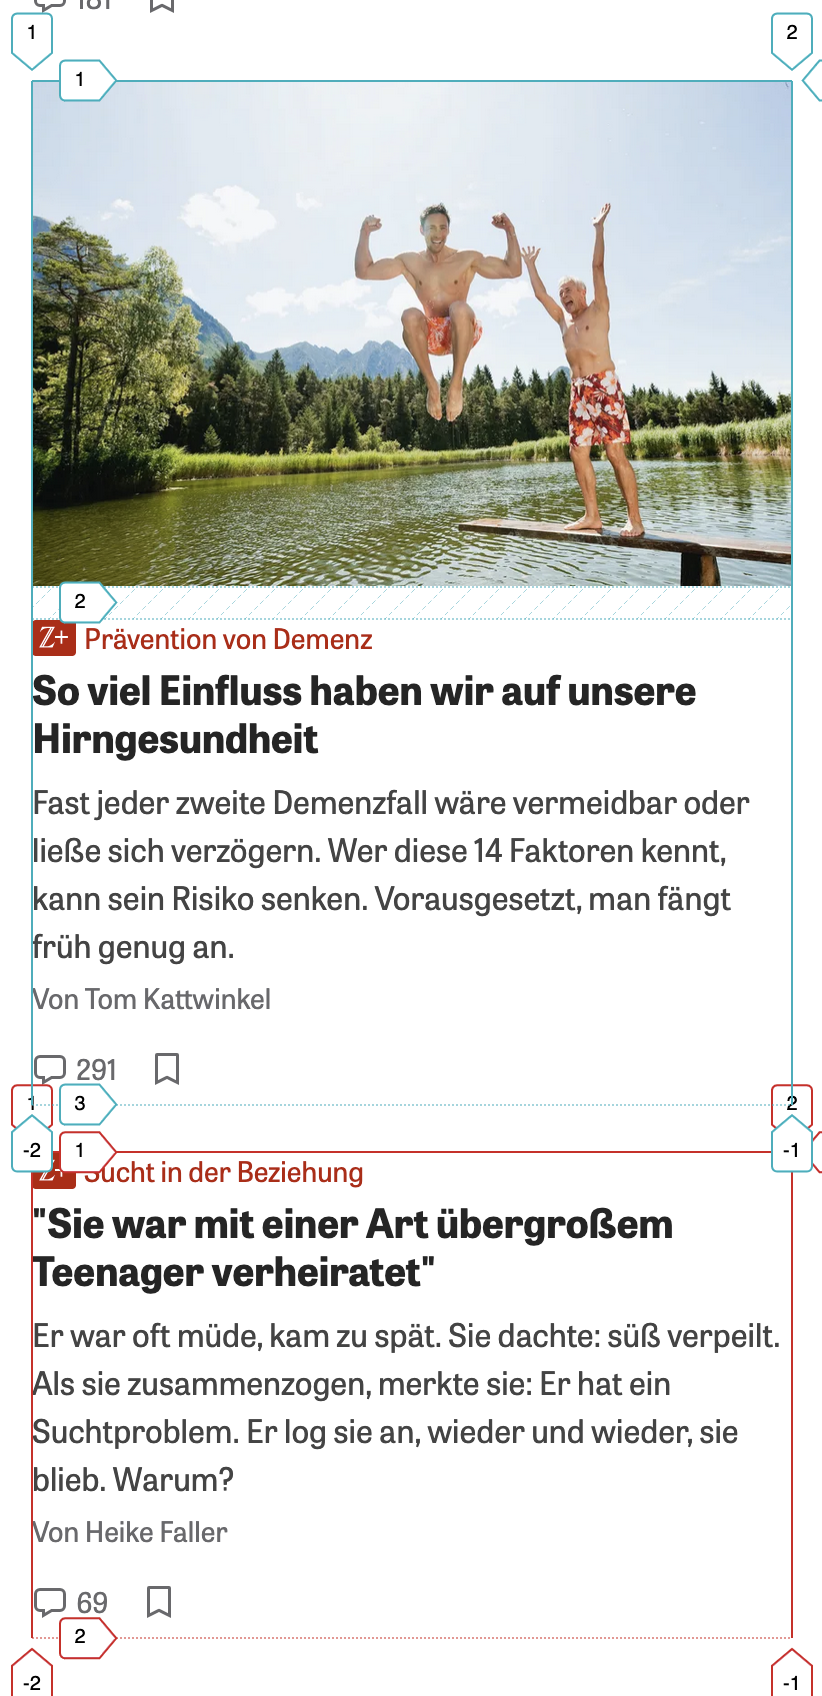 181
1
2
1
2
Z+ Prävention von Demenz
So viel Einfluss haben wir auf unsere
Hirngesundheit
Fast jeder zweite Demenzfall wäre vermeidbar oder
ließe sich verzögern. Wer diese 14 Faktoren kennt,
kann sein Risiko senken. Vorausgesetzt, man fängt
früh genug an.
Von Tom Kattwinkel
291
1
3
2
-2
1
-1
Z+ Sucht in der Beziehung
"Sie war mit einer Art übergroßem
Teenager verheiratet"
Er war oft müde, kam zu spät. Sie dachte: süß verpeilt.
Als sie zusammenzogen, merkte sie: Er hat ein
Suchtproblem. Er log sie an, wieder und wieder, sie
blieb. Warum?
Von Heike Faller
69
2
-2
-1